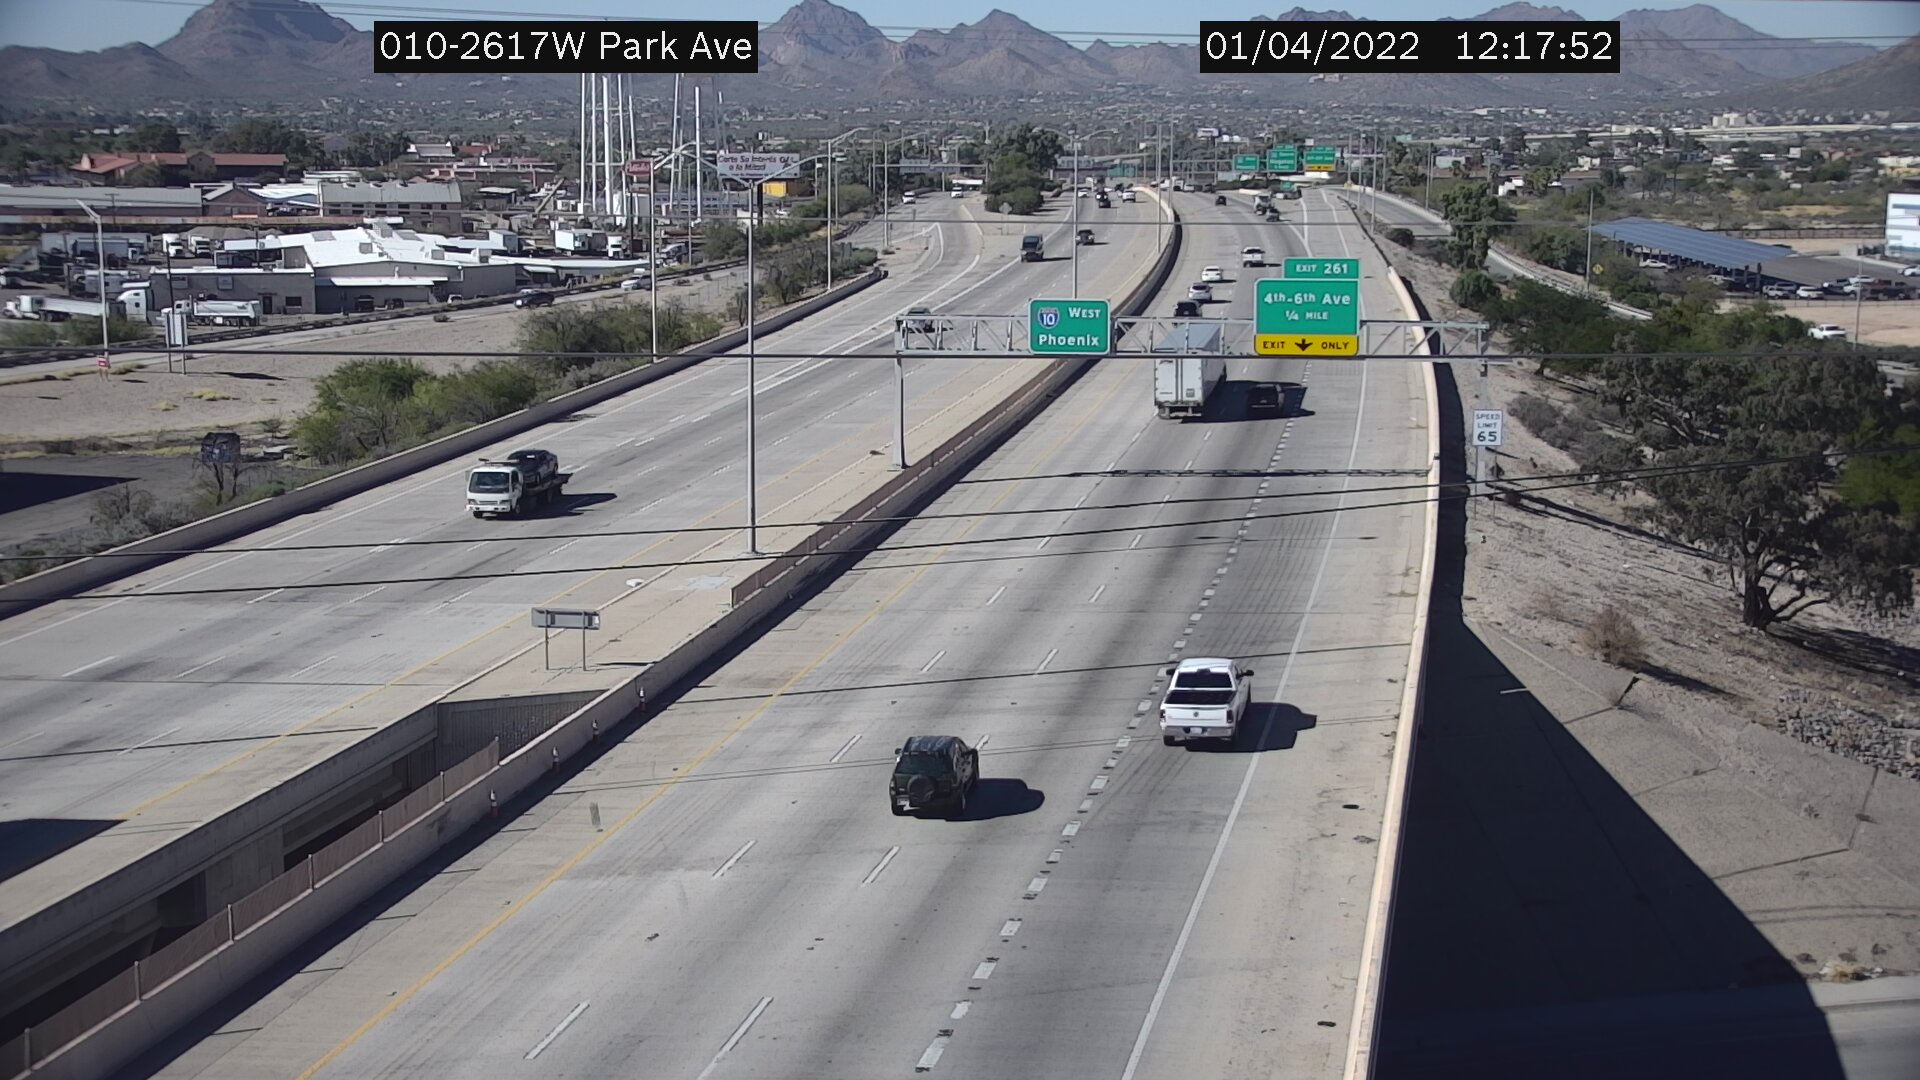 010-2617W Park Ave
01/04/2022 12:17:52
EXIT 261
4th-6th Ave
1/4 MILE
EXIT ONLY
WEST
10
Phoenix
SPEED
LIMIT
65